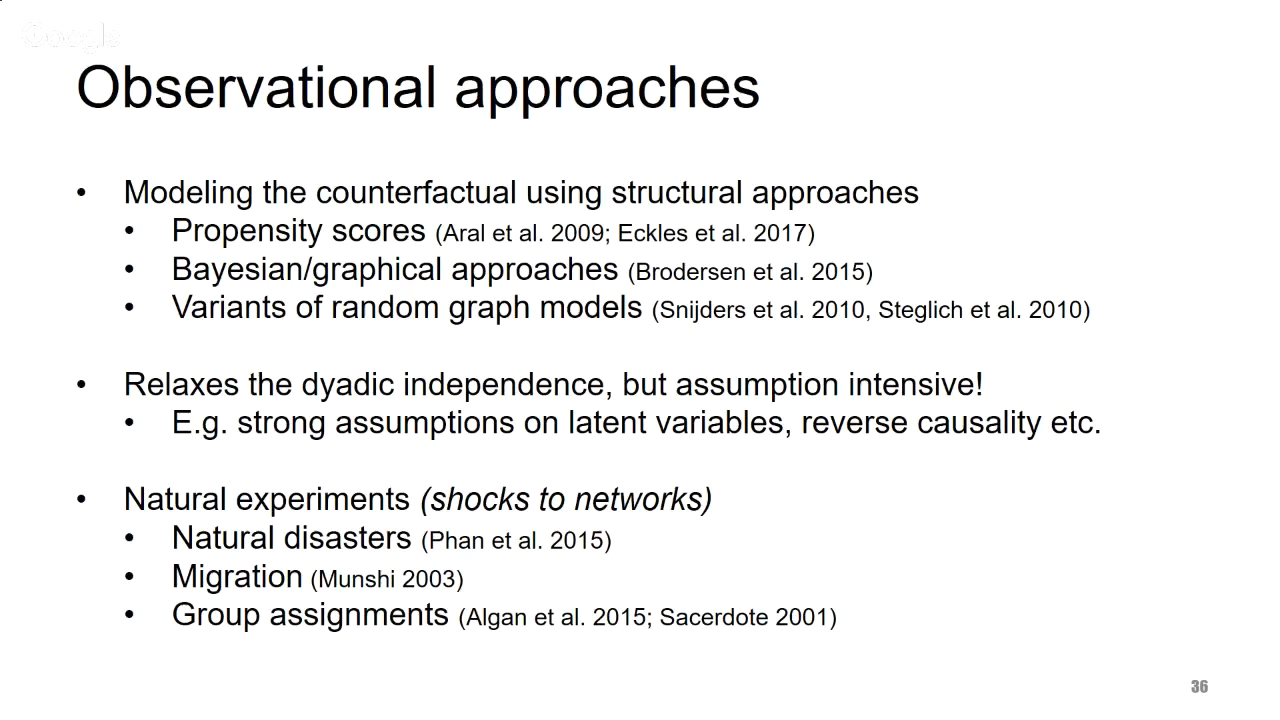 Google
Observational approaches
• Modeling the counterfactual using structural approaches
• Propensity scores (Aral et al. 2009; Eckles et al. 2017)
• Bayesian/graphical approaches (Brodersen et al. 2015)
• Variants of random graph models (Snijders et al. 2010, Steglich et al. 2010)
• Relaxes the dyadic independence, but assumption intensive!
• E.g. strong assumptions on latent variables, reverse causality etc.
• Natural experiments (shocks to networks)
• Natural disasters (Phan et al. 2015)
• Migration (Munshi 2003)
• Group assignments (Algan et al. 2015; Sacerdote 2001)
36